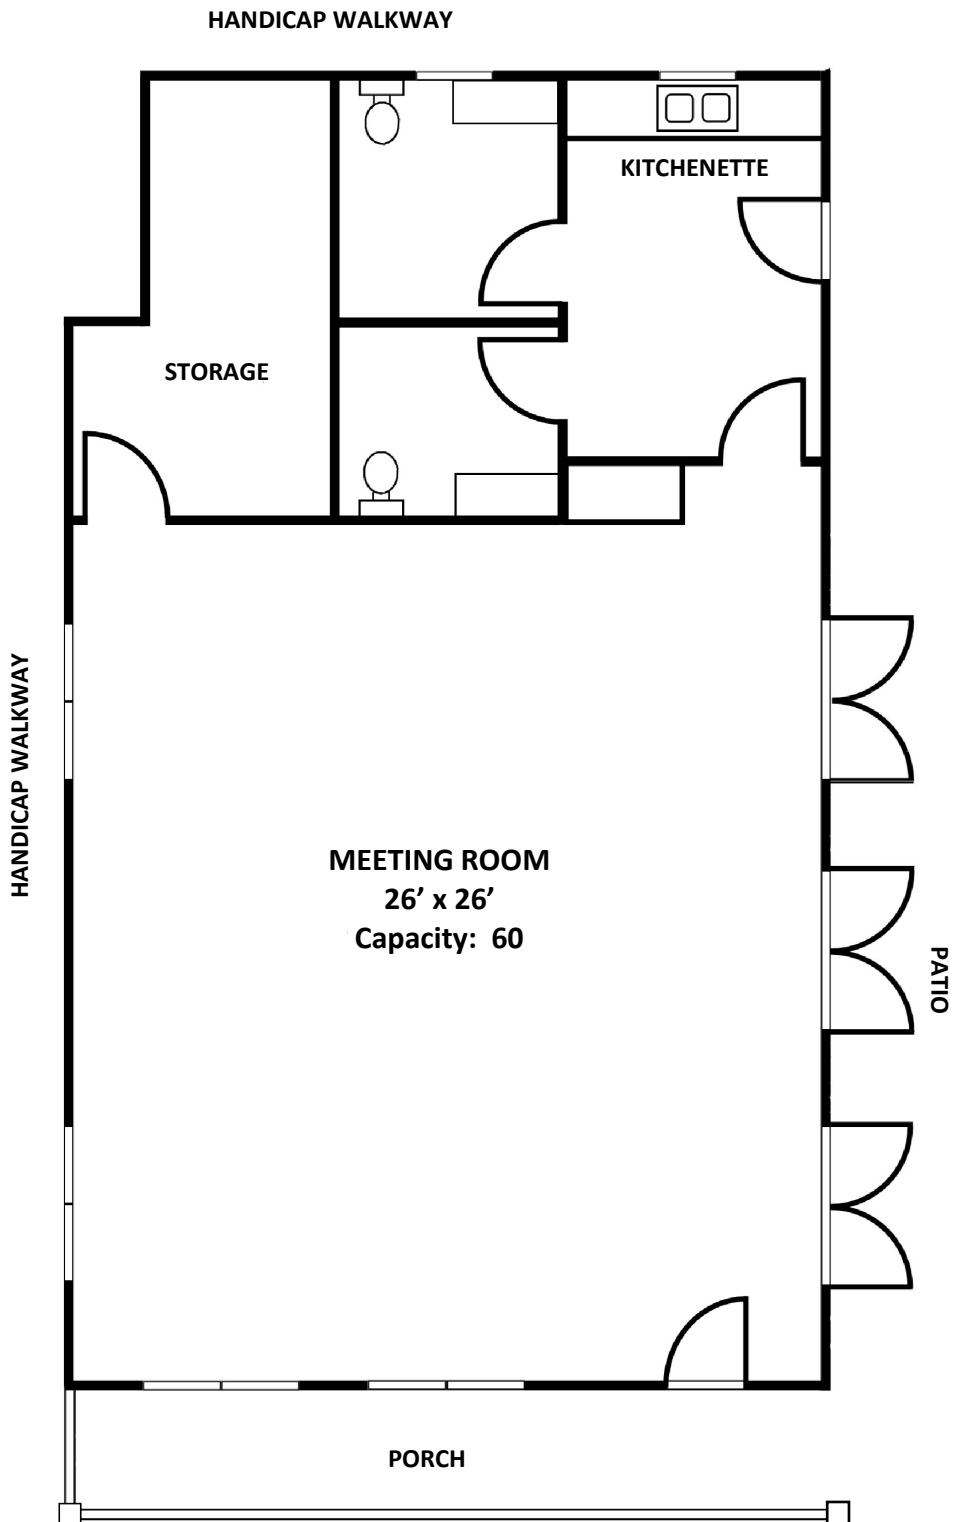 HANDICAP WALKWAY
KITCHENETTE
STORAGE
HANDICAP WALKWAY
MEETING ROOM
26’ x 26’
Capacity: 60
PATIO
PORCH